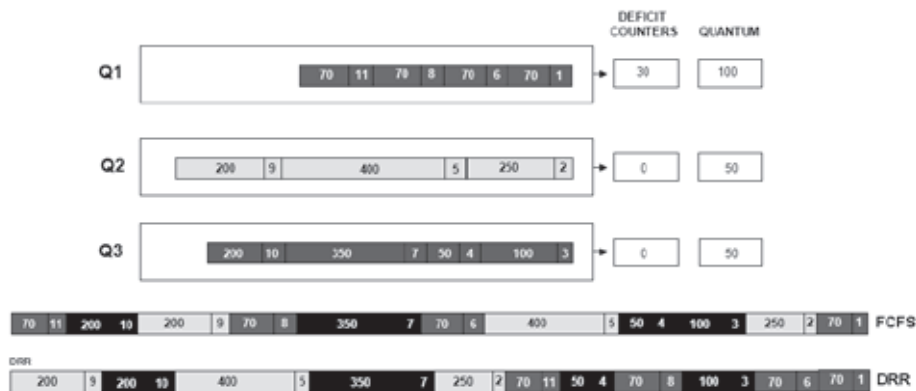 DEFICIT
COUNTERS QUANTUM
Q1 70 11 70 8 70 6 70 1 30 100
Q2 200 9 400 5 250 2 0 50
Q3 200 10 350 7 50 4 100 3 0 50
70 11 200 10 200 9 70 8 350 7 70 6 400 5 50 4 100 3 250 2 70 1 FCFS
DRR
200 9 200 10 400 5 350 7 250 2 70 11 50 4 70 8 100 3 70 6 70 1 DRR